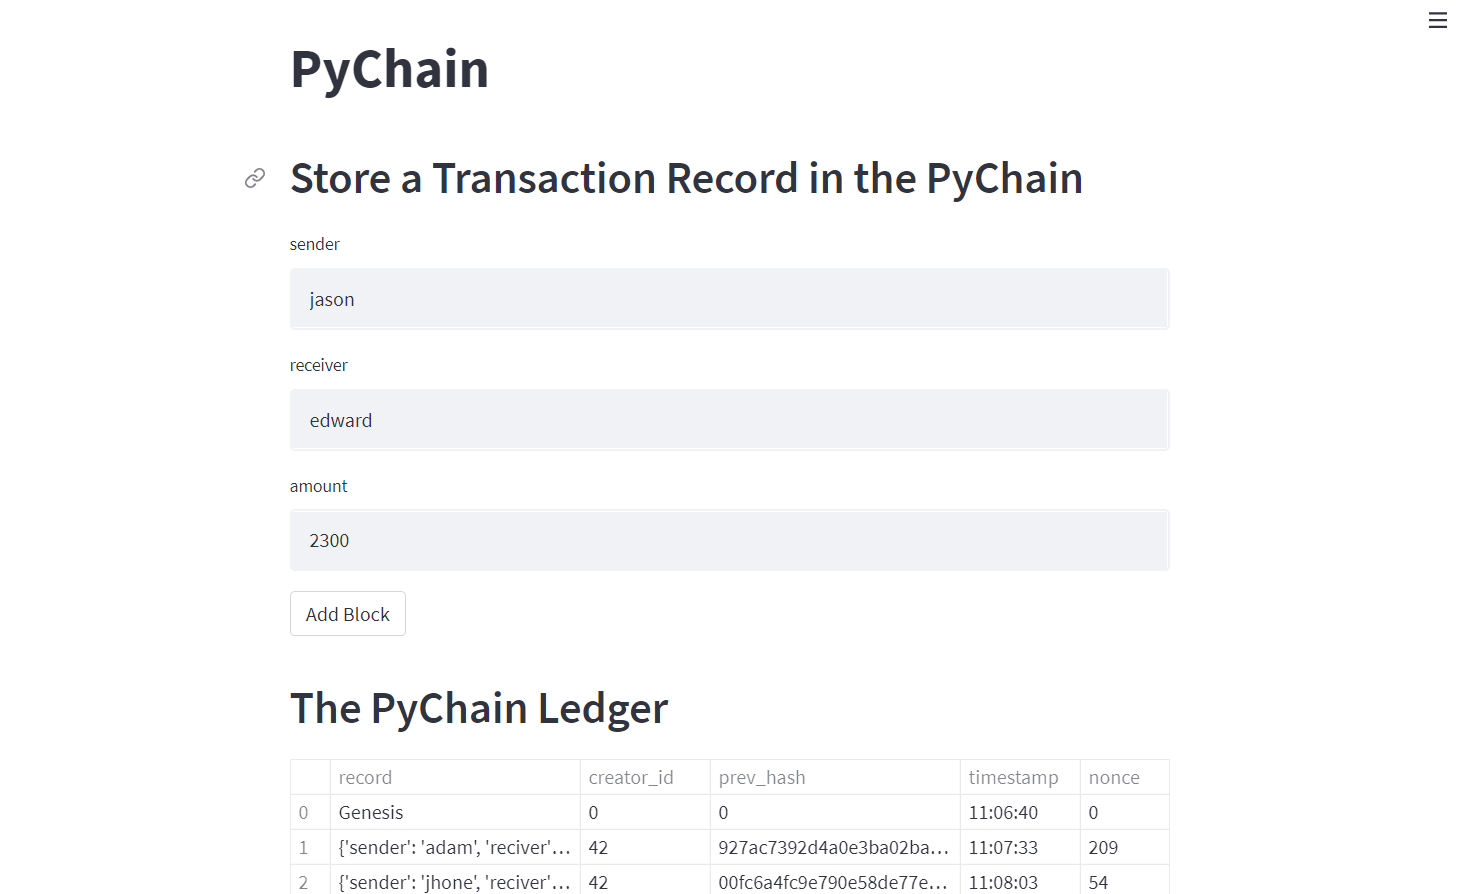 PyChain
Store a Transaction Record in the PyChain
sender
jason
receiver
edward
amount
2300
Add Block
The PyChain Ledger
record creator_id prev_hash timestamp nonce
0 Genesis 0 0 11:06:40 0
1 {'sender': 'adam', 'reciver'... 42 927ac7392d4a0e3ba02ba... 11:07:33 209
2 {'sender': 'jhone', 'reciver'... 42 00fc6a4fc9e790e58de77e... 11:08:03 54